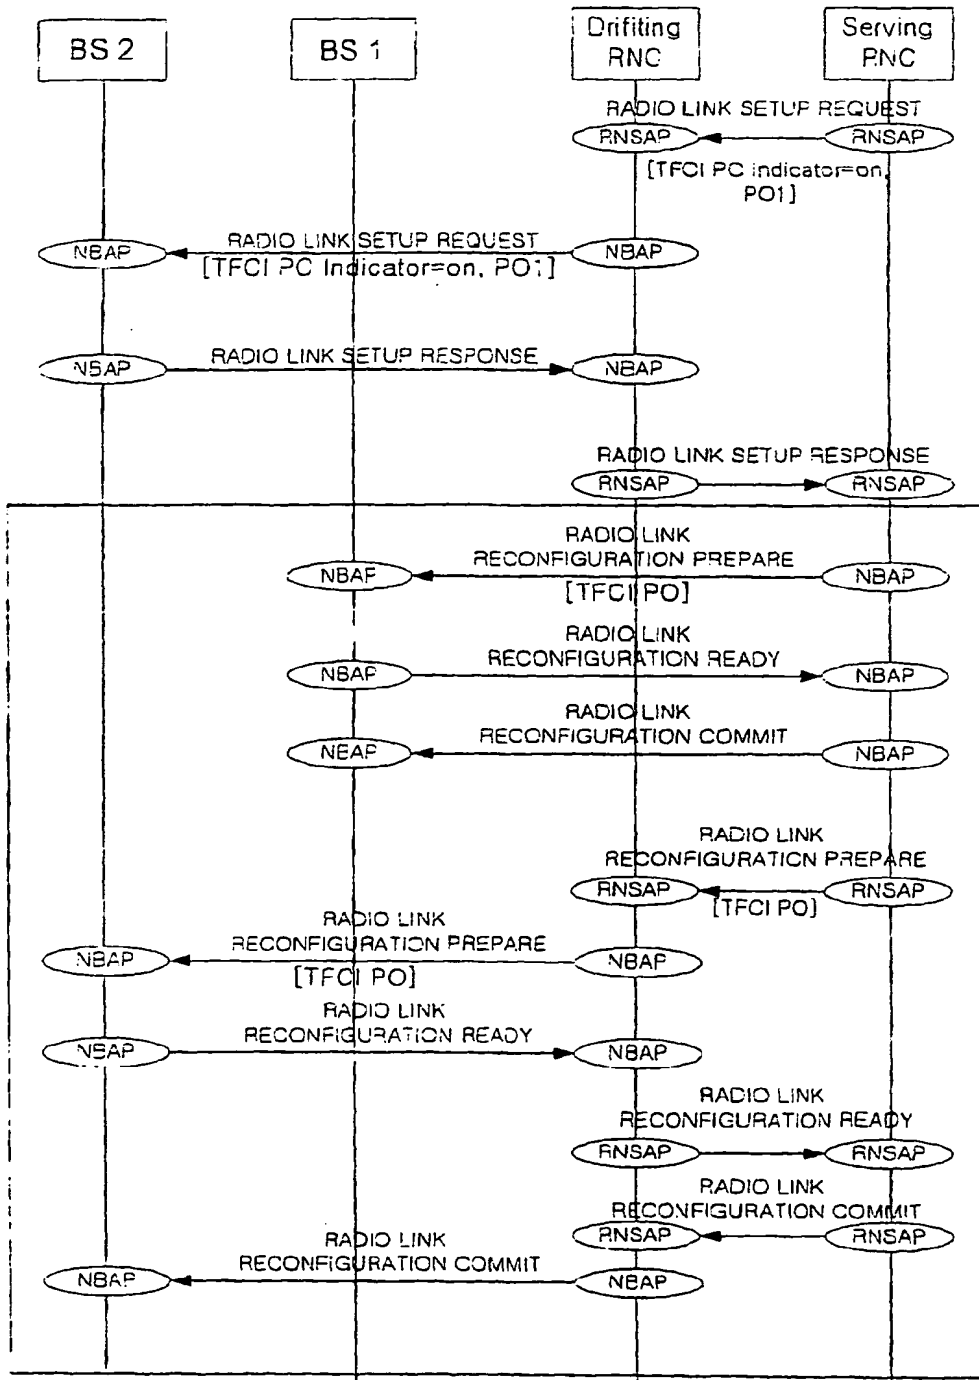 BS 2
BS 1
Drifiting
RNC
Serving
RNC
RADIO LINK SETUP REQUEST
RNSAP
RNSAP
[TFCI PC indicator=on,
PO1]
RADIO LINK SETUP REQUEST
NBAP
NBAP
[TFCI PC Indicator=on, PO1]
RADIO LINK SETUP RESPONSE
NBAP
NBAP
RADIO LINK SETUP RESPONSE
RNSAP
RNSAP
RADIO LINK
RECONFIGURATION PREPARE
NBAP
NBAP
[TFCI PO]
RADIO LINK
RECONFIGURATION READY
NBAP
NBAP
RADIO LINK
RECONFIGURATION COMMIT
NBAP
NBAP
RADIO LINK
RECONFIGURATION PREPARE
RNSAP
RNSAP
[TFCI PO]
RADIO LINK
RECONFIGURATION PREPARE
NBAP
NBAP
[TFCI PO]
RADIO LINK
RECONFIGURATION READY
NBAP
NBAP
RADIO LINK
RECONFIGURATION READY
RNSAP
RNSAP
RADIO LINK
RECONFIGURATION COMMIT
RNSAP
RNSAP
RADIO LINK
RECONFIGURATION COMMIT
NBAP
NBAP